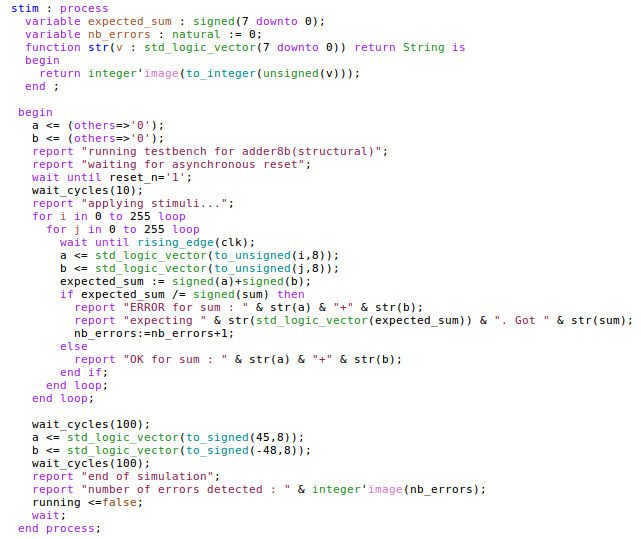 stim : process
  variable expected_sum : signed(7 downto 0);
  variable nb_errors : natural := 0;
  function str(v : std_logic_vector(7 downto 0)) return String is
  begin
    return integer'image(to_integer(unsigned(v)));
  end ;

 begin
   a <= (others=>'0');
   b <= (others=>'0');
   report "running testbench for adder8b(structural)";
   report "waiting for asynchronous reset";
   wait until reset_n='1';
   wait_cycles(10);
   report "applying stimuli...";
   for i in 0 to 255 loop
     for j in 0 to 255 loop
       wait until rising_edge(clk);
       a <= std_logic_vector(to_unsigned(i,8));
       b <= std_logic_vector(to_unsigned(j,8));
       expected_sum := signed(a)+signed(b);
       if expected_sum /= signed(sum) then
         report "ERROR for sum : " & str(a) & "+" & str(b);
         report "expecting " & str(std_logic_vector(expected_sum)) & ". Got " & str(sum);
         nb_errors:=nb_errors+1;
       else
         report "OK for sum : " & str(a) & "+" & str(b);
       end if;
     end loop;
   end loop;

   wait_cycles(100);
   a <= std_logic_vector(to_signed(45,8));
   b <= std_logic_vector(to_signed(-48,8));
   wait_cycles(100);
   report "end of simulation";
   report "number of errors detected : " & integer'image(nb_errors);
   running <=false;
   wait;
 end process;